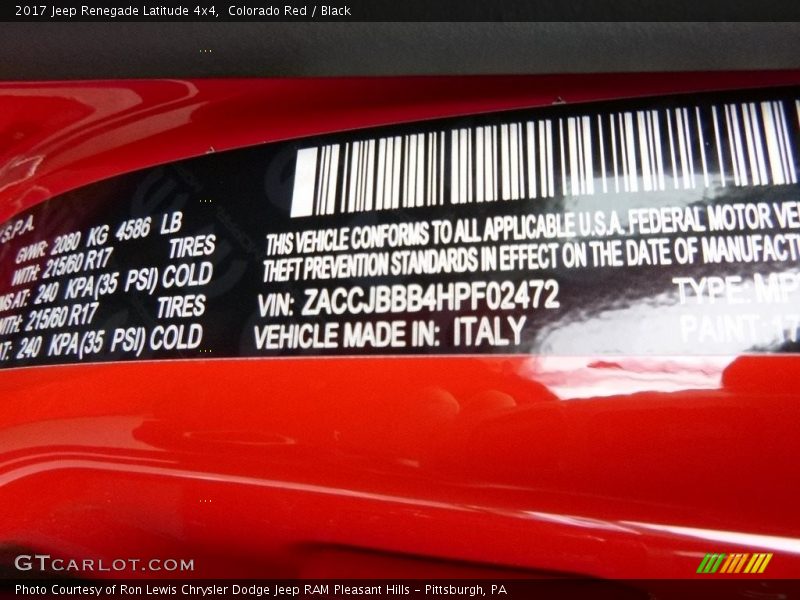 2017 Jeep Renegade Latitude 4x4, Colorado Red / Black
S.P.A.
GWR: 2080 KG 4586 LB
WITH: 215/60 R17 TIRES
AT: 240 KPA(35 PSI) COLD
215/60 R17 TIRES
AT: 240 KPA(35 PSI) COLD
THIS VEHICLE CONFORMS TO ALL APPLICABLE U.S.A. FEDERAL MOTOR VE
THEFT PREVENTION STANDARDS IN EFFECT ON THE DATE OF MANUFACT
VIN: ZACCJBBB4HPF02472 TYPE: MP
VEHICLE MADE IN: ITALY PAINT: 17
GTCARLOT.COM
Photo Courtesy of Ron Lewis Chrysler Dodge Jeep RAM Pleasant Hills - Pittsburgh, PA